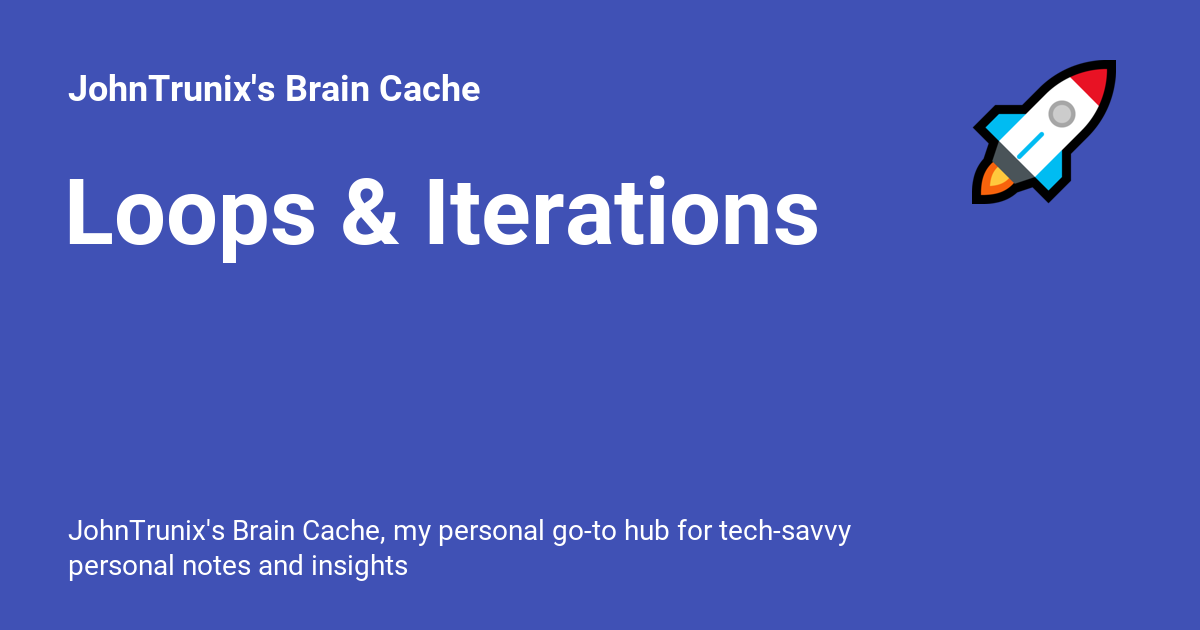 JohnTrunix's Brain Cache
Loops & Iterations
JohnTrunix's Brain Cache, my personal go-to hub for tech-savvy
personal notes and insights